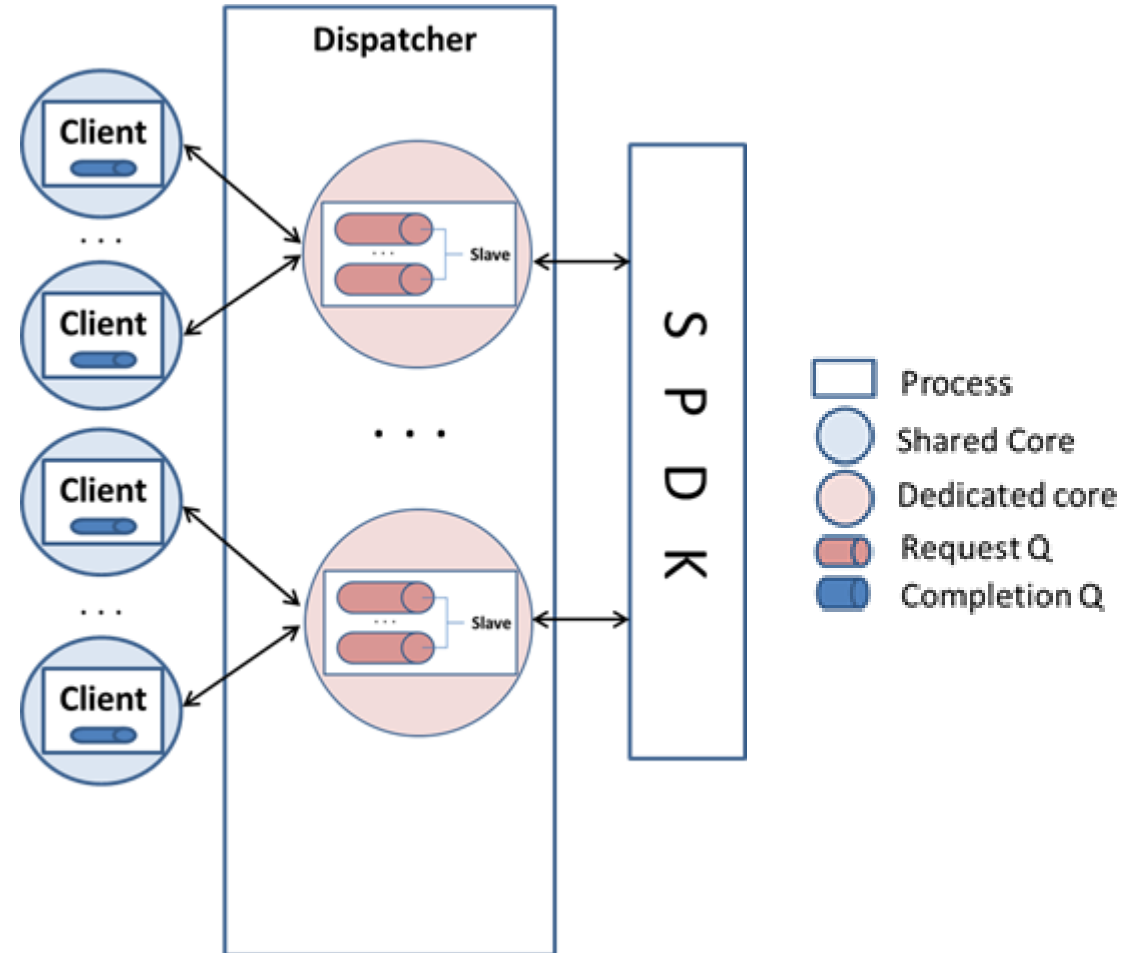 Dispatcher
Client
. . .
Client
Client
. . .
Client
. . .
Slave
. . .
. . .
Slave
S P D K
Process
Shared Core
Dedicated core
Request Q
Completion Q